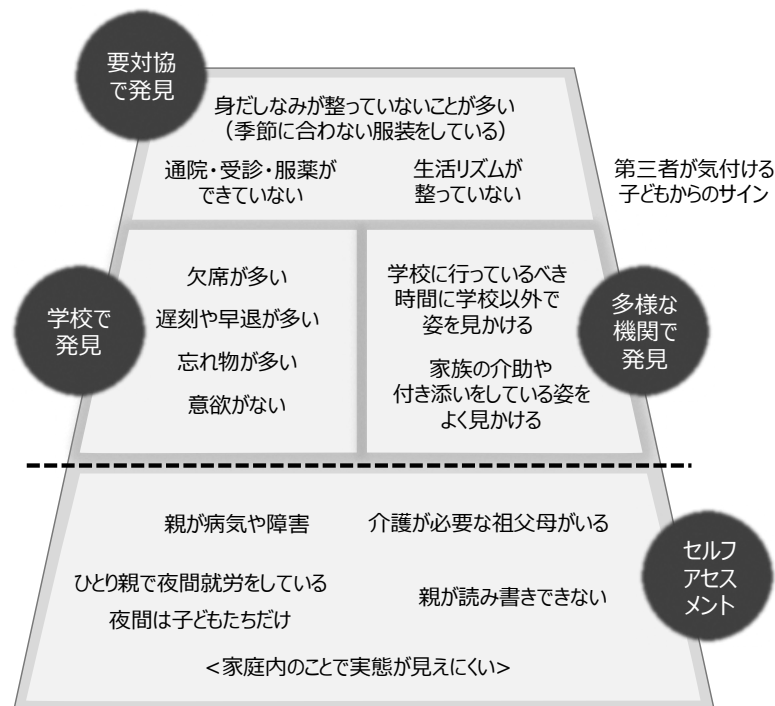 要対協
で発見
身だしなみが整っていないことが多い
（季節に合わない服装をしている）
通院・受診・服薬が
できていない
生活リズムが
整っていない
第三者が気付ける
子どもからのサイン
学校で
発見
欠席が多い
遅刻や早退が多い
忘れ物が多い
意欲がない
学校に行っているべき
時間に学校以外で
姿を見かける
家族の介助や
付き添いをしている姿を
よく見かける
多様な
機関で
発見
親が病気や障害
介護が必要な祖父母がいる
ひとり親で夜間就労をしている
夜間は子どもたちだけ
親が読み書きできない
<家庭内のことで実態が見えにくい>
セルフ
アセス
メント